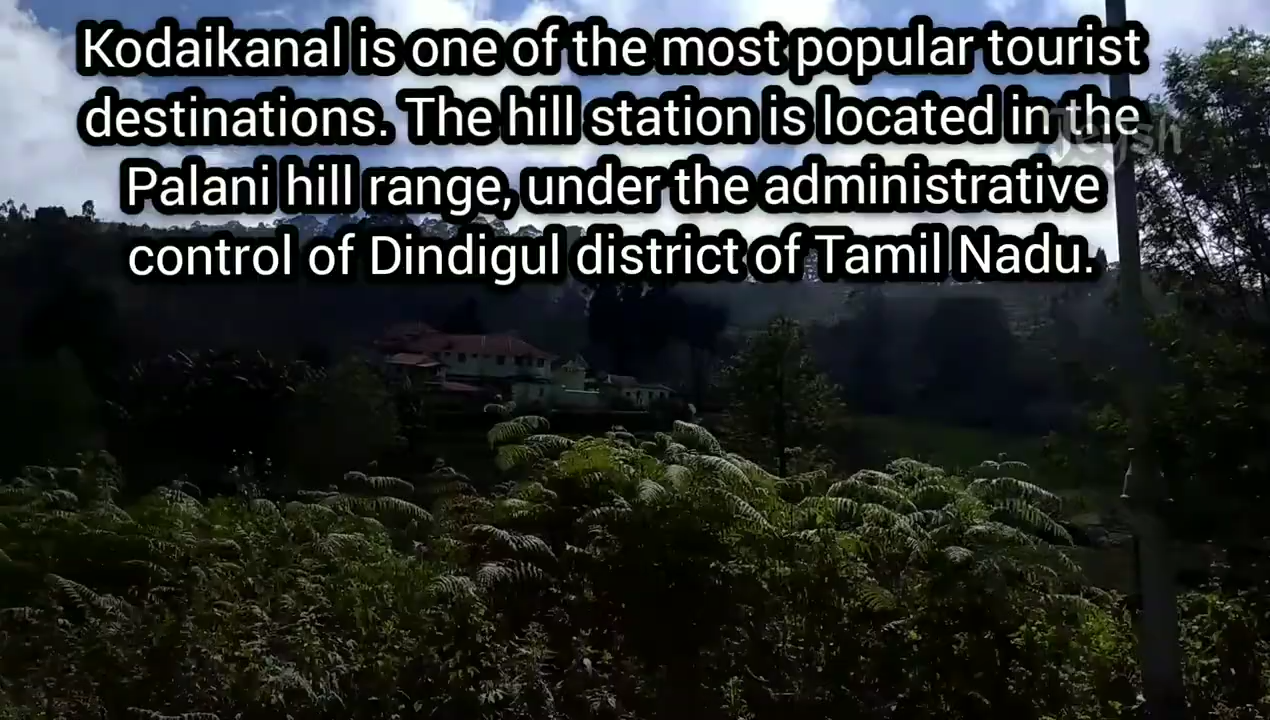 Kodaikanal is one of the most popular tourist
destinations. The hill station is located in the
Palani hill range, under the administrative
control of Dindigul district of Tamil Nadu.